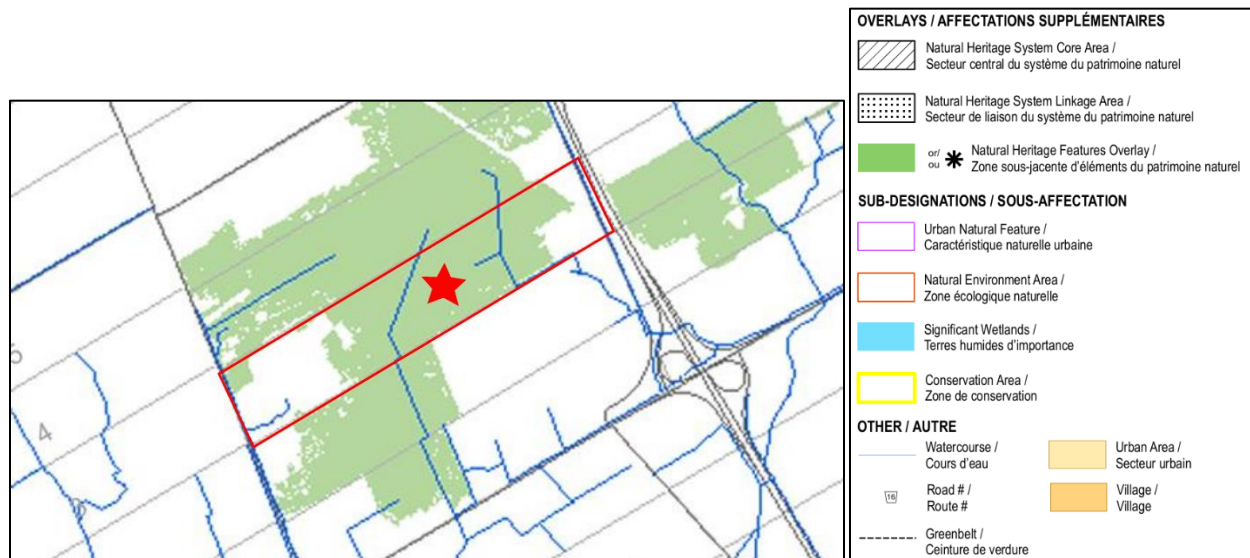 OVERLAYS / AFFECTATIONS SUPPLÉMENTAIRES
Natural Heritage System Core Area /
Secteur central du système du patrimoine naturel
Natural Heritage System Linkage Area /
Secteur de liaison du système du patrimoine naturel
or/
ou
Natural Heritage Features Overlay /
Zone sous-jacente d'éléments du patrimoine naturel
SUB-DESIGNATIONS / SOUS-AFFECTATION
Urban Natural Feature /
Caractéristique naturelle urbaine
Natural Environment Area /
Zone écologique naturelle
Significant Wetlands /
Terres humides d'importance
Conservation Area /
Zone de conservation
OTHER / AUTRE
Watercourse /
Cours d'eau
Urban Area /
Secteur urbain
16
Road # /
Route #
Village /
Village
Greenbelt /
Ceinture de verdure
5
4
3